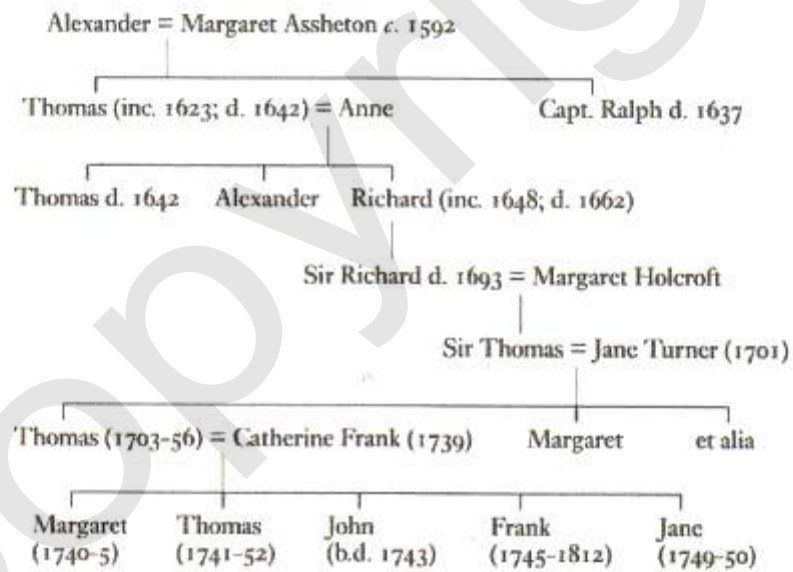 Alexander = Margaret Assheton c. 1592
Thomas (inc. 1623; d. 1642) = Anne Capt. Ralph d. 1637
Thomas d. 1642 Alexander Richard (inc. 1648; d. 1662)
Sir Richard d. 1693 = Margaret Holcroft
Sir Thomas = Jane Turner (1701)
Thomas (1703-56) = Catherine Frank (1739) Margaret et alia
Margaret Thomas John Frank Jane
(1740-5) (1741-52) (b.d. 1743) (1745-1812) (1749-50)